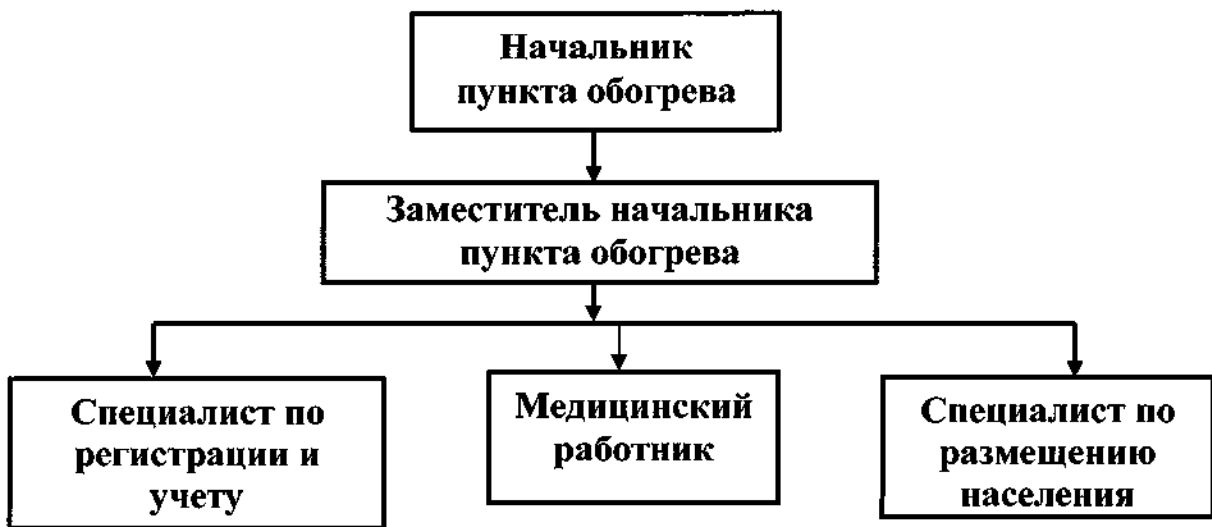 Начальник
пункта обогрева
Заместитель начальника
пункта обогрева
Специалист по
регистрации и
учету
Медицинский
работник
Специалист по
размещению
населения